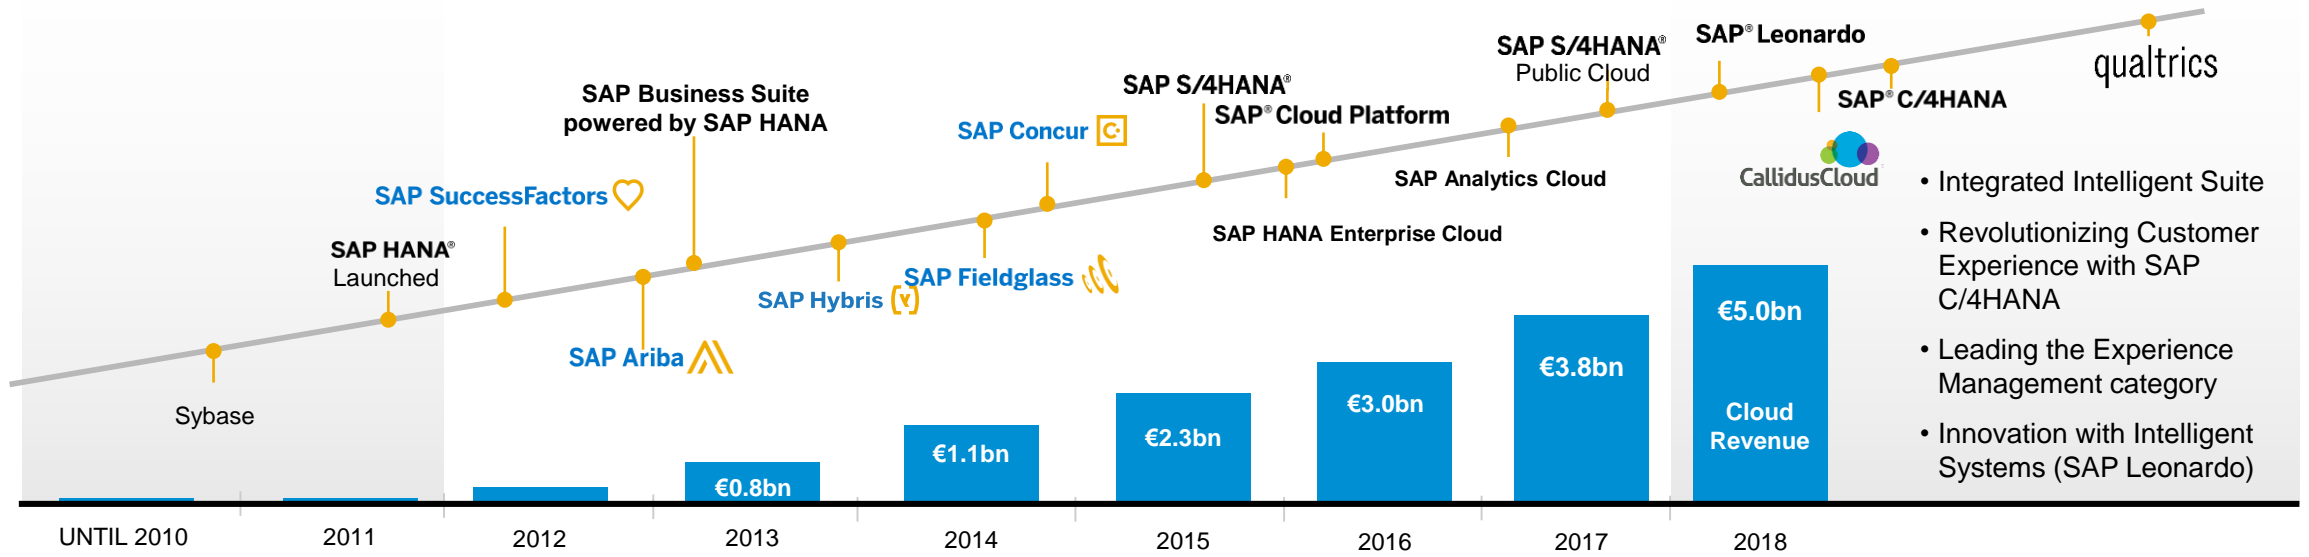 Sybase
SAP HANA®
Launched
SAP SuccessFactors
SAP Ariba
SAP Business Suite
powered by SAP HANA
SAP Hybris
SAP Fieldglass
SAP Concur
SAP S/4HANA®
SAP HANA Enterprise Cloud
SAP® Cloud Platform
SAP Analytics Cloud
SAP S/4HANA®
Public Cloud
SAP® Leonardo
CallidusCloud
SAP® C/4HANA
qualtrics
• Integrated Intelligent Suite
• Revolutionizing Customer
Experience with SAP
C/4HANA
• Leading the Experience
Management category
• Innovation with Intelligent
Systems (SAP Leonardo)
€0.8bn
€1.1bn
€2.3bn
€3.0bn
€3.8bn
€5.0bn
Cloud
Revenue
UNTIL 2010
2011
2012
2013
2014
2015
2016
2017
2018